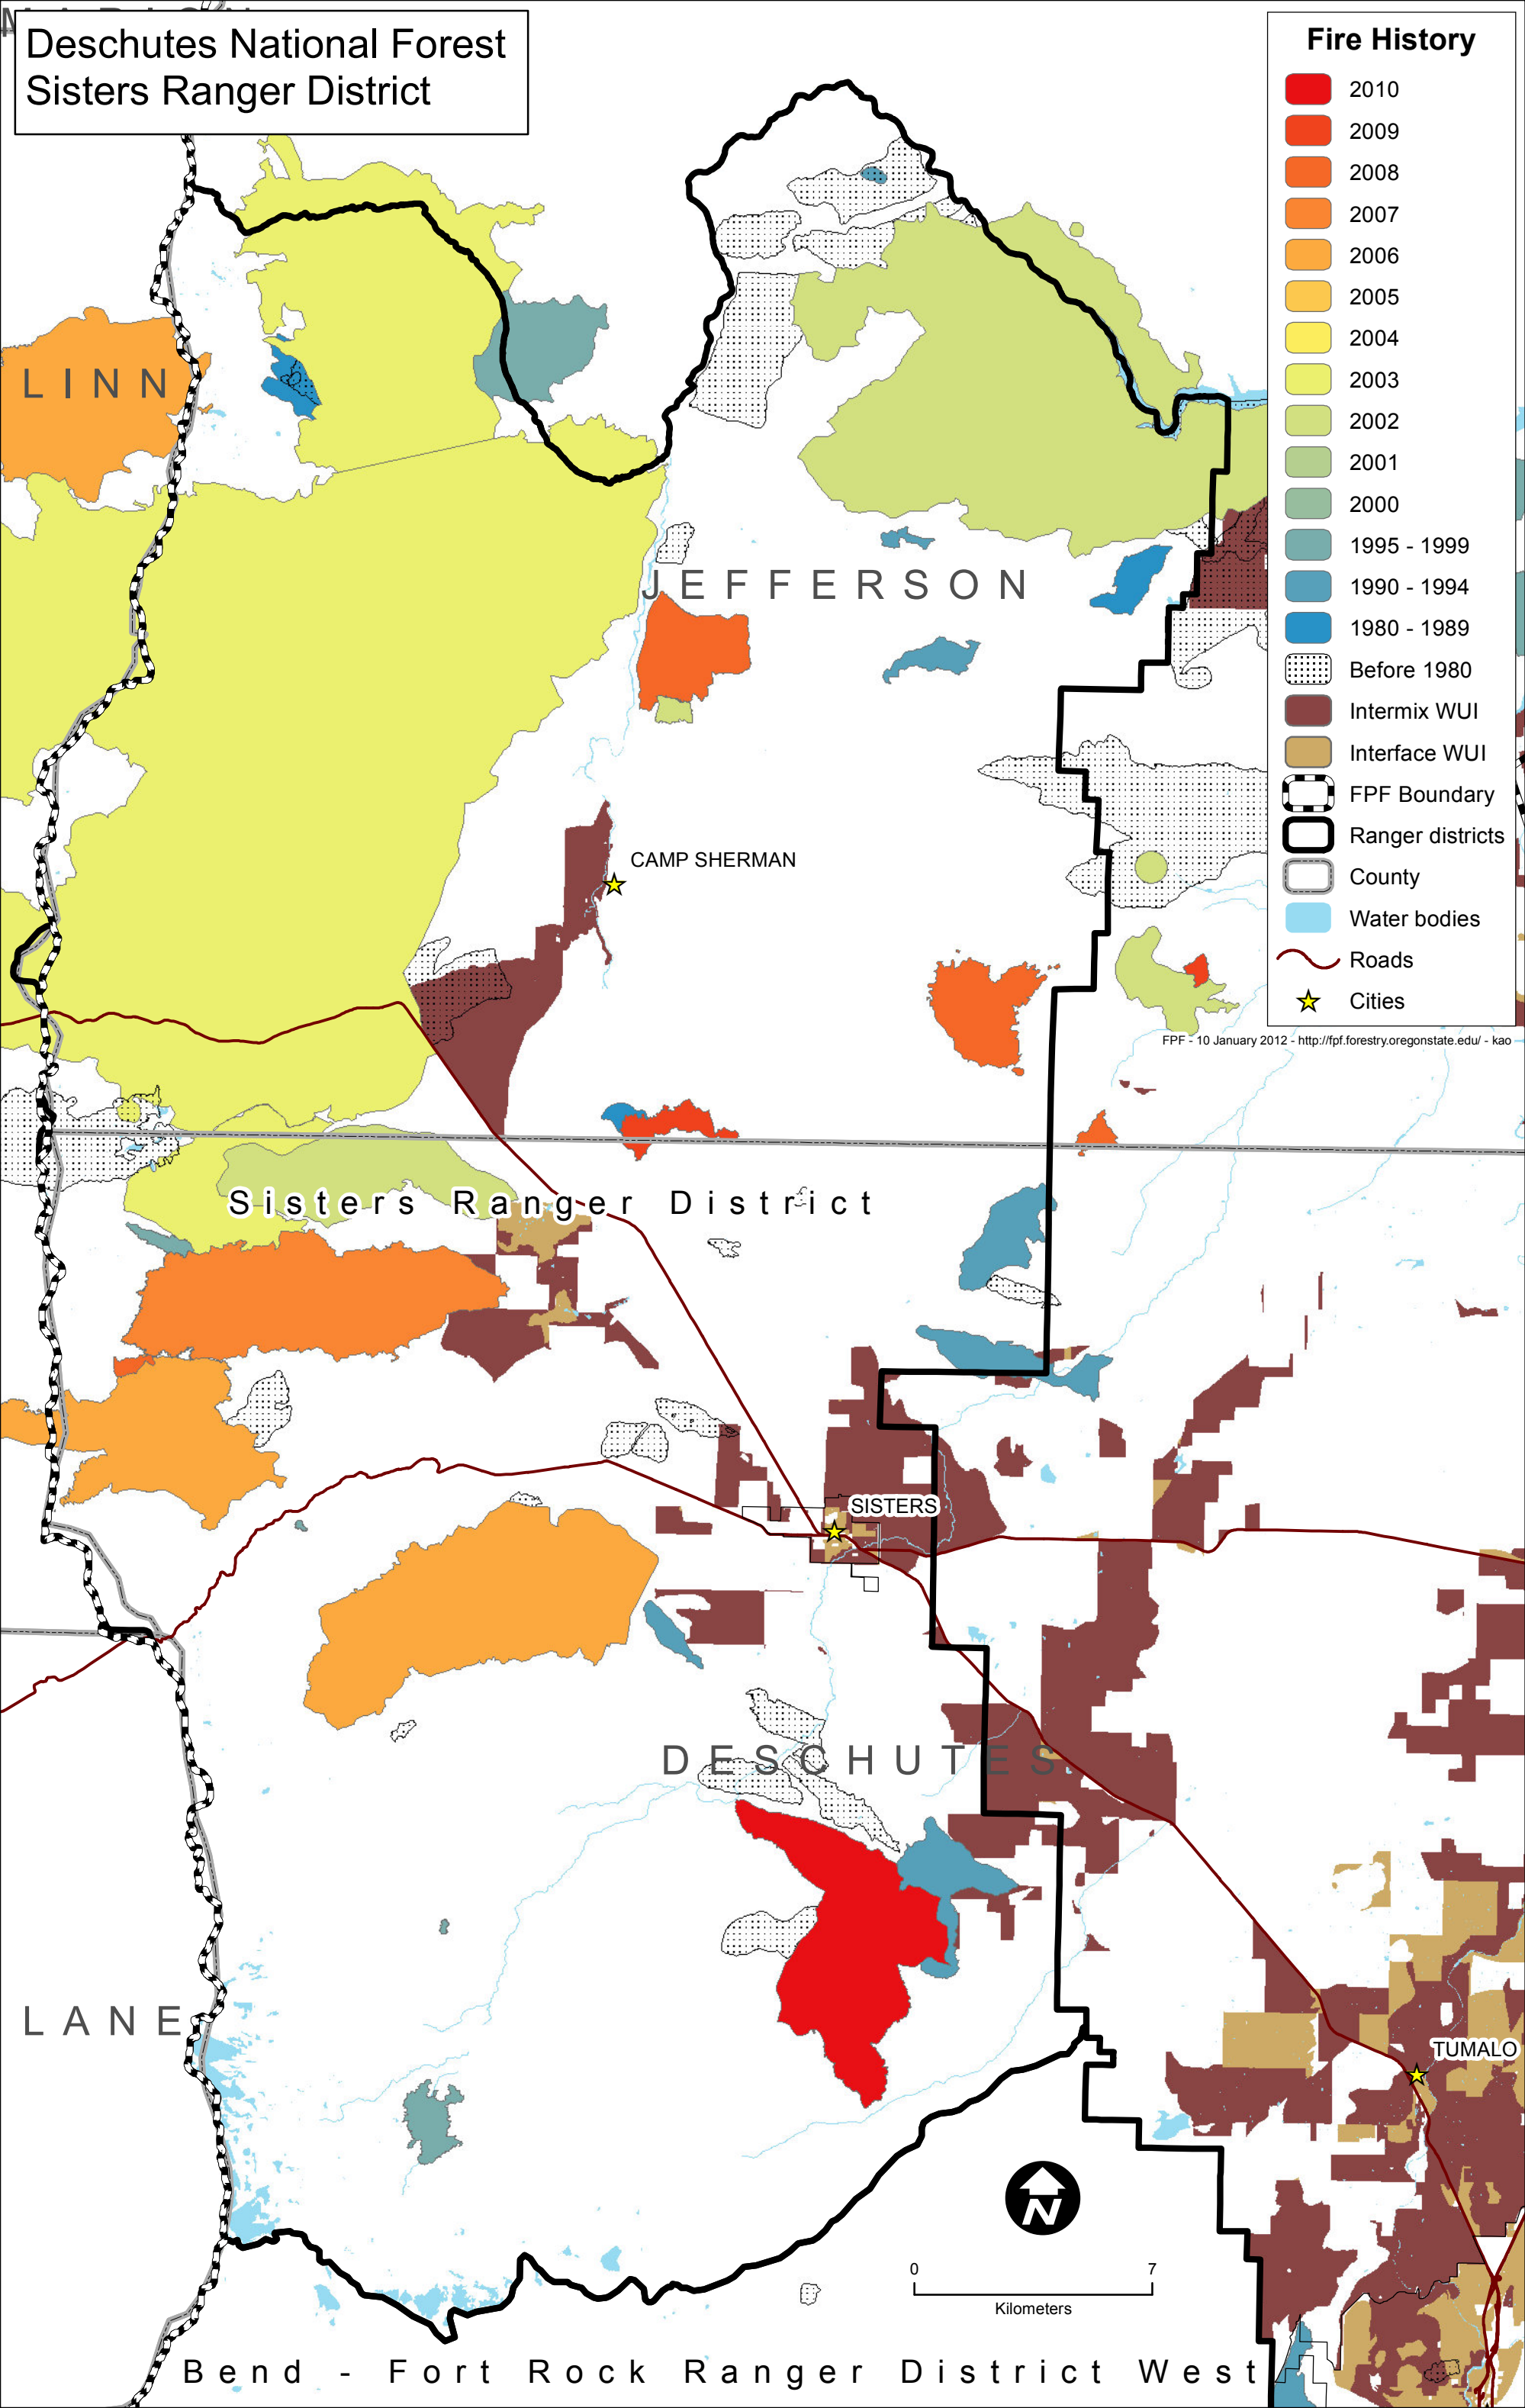 Deschutes National Forest
Sisters Ranger District
Fire History
2010
2009
2008
2007
2006
2005
2004
2003
2002
2001
2000
1995 - 1999
1990 - 1994
1980 - 1989
Before 1980
Intermix WUI
Interface WUI
FPF Boundary
Ranger districts
County
Water bodies
Roads
Cities
FPF - 10 January 2012 - http://fpf.forestry.oregonstate.edu/ - kao
LINN
JEFFERSON
CAMP SHERMAN
Sisters Ranger District
SISTERS
DESCHUTES
LANE
TUMALO
N
0 7
Kilometers
Bend - Fort Rock Ranger District West